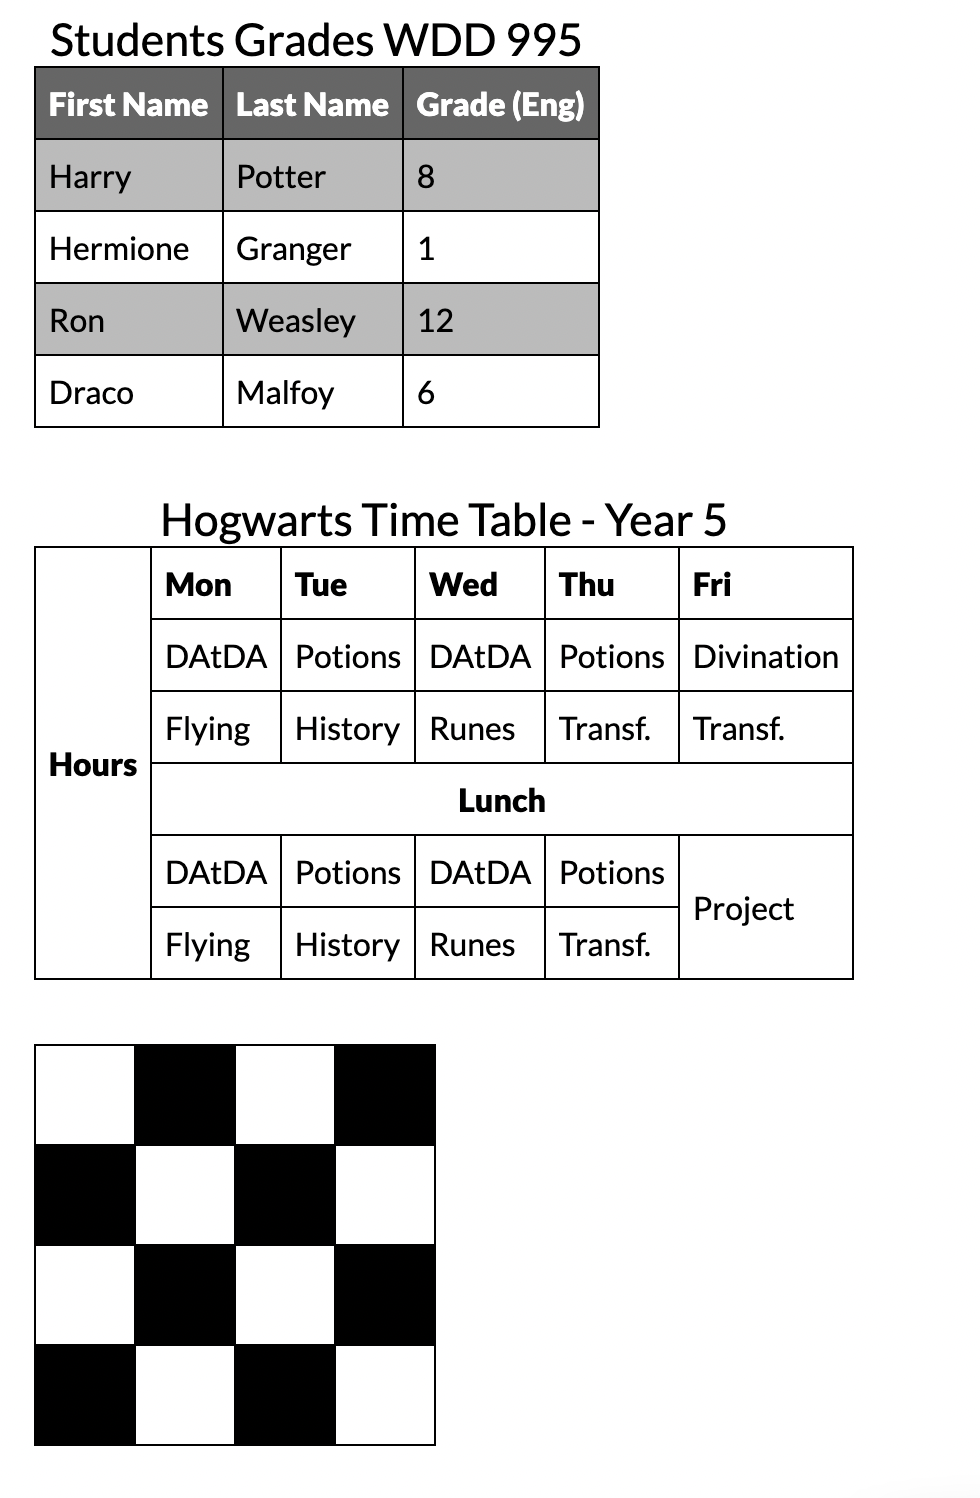 Students Grades WDD 995
First Name Last Name Grade (Eng)
Harry Potter 8
Hermione Granger 1
Ron Weasley 12
Draco Malfoy 6
Hogwarts Time Table - Year 5
Mon Tue Wed Thu Fri
DAtDA Potions DAtDA Potions Divination
Flying History Runes Transf. Transf.
Hours
Lunch
DAtDA Potions DAtDA Potions
Project
Flying History Runes Transf.